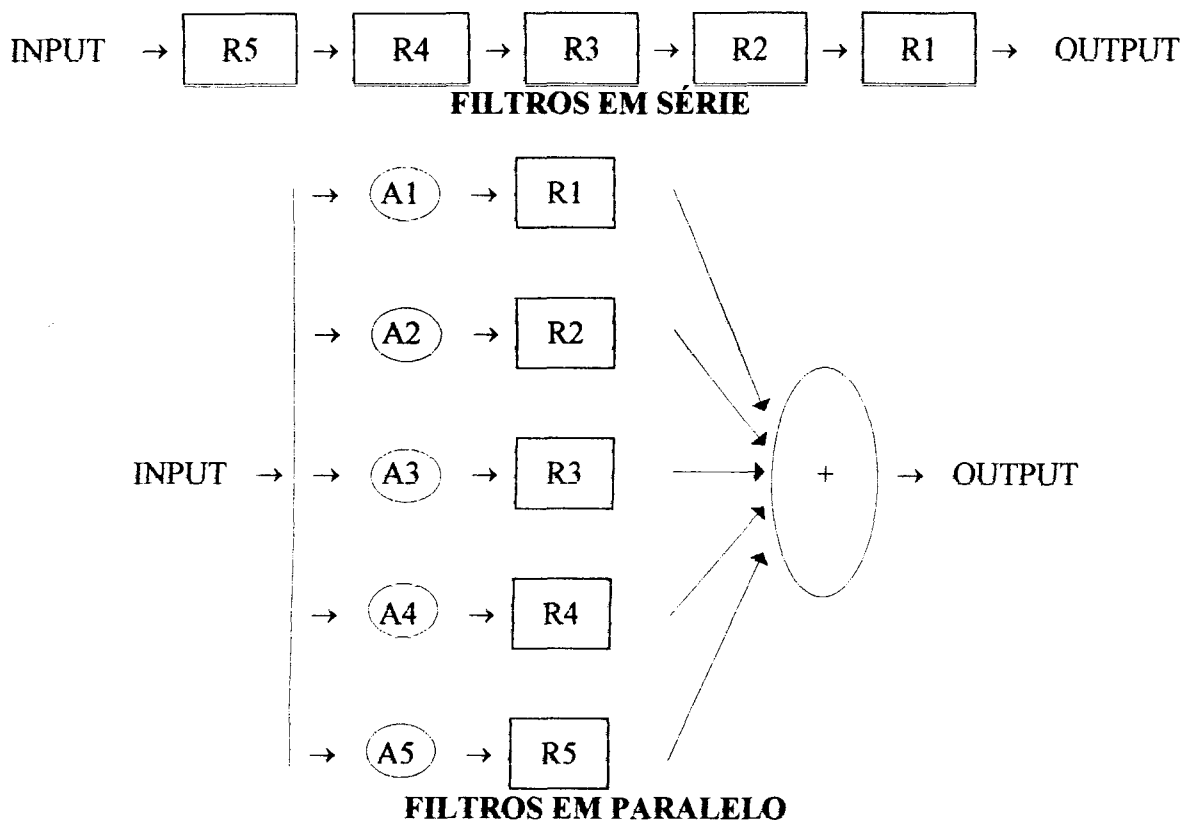 INPUT → R5 → R4 → R3 → R2 → R1 → OUTPUT
FILTROS EM SÉRIE
→ A1 → R1
→ A2 → R2
INPUT → → A3 → R3 + → OUTPUT
→ A4 → R4
→ A5 → R5
FILTROS EM PARALELO